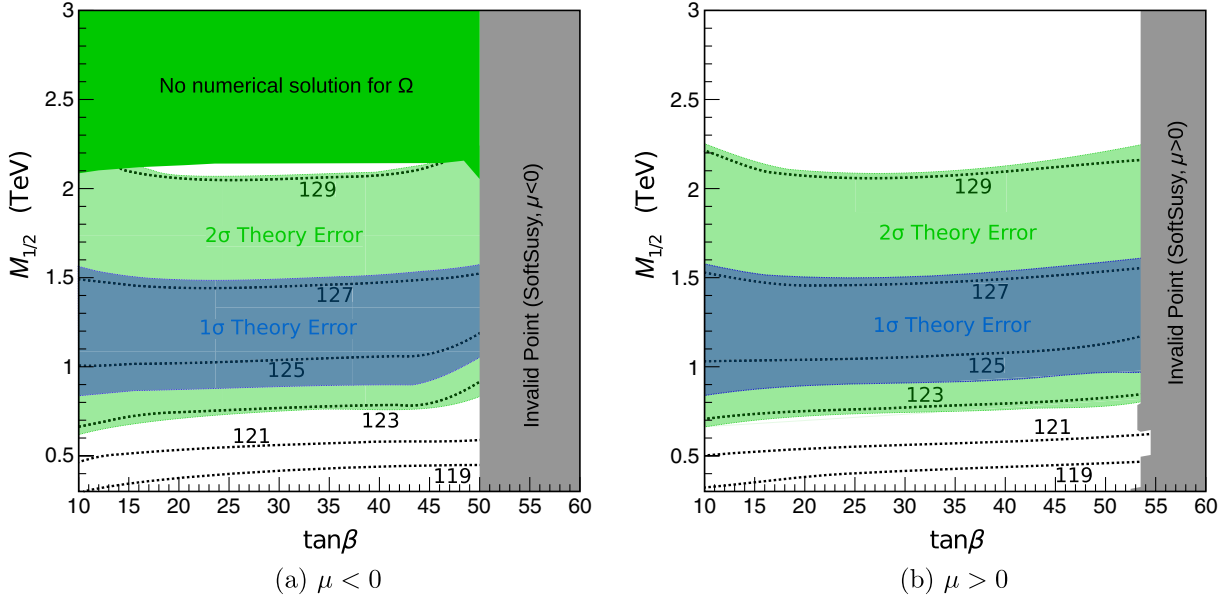 3
2.5
2
1.5
1
0.5
M1/2 (TeV)
No numerical solution for Ω
129
2σ Theory Error
127
1σ Theory Error
125
123
121
119
Invalid Point (SoftSusy, μ<0)
10 15 20 25 30 35 40 45 50 55 60
tanβ
(a) μ < 0
3
2.5
2
1.5
1
0.5
M1/2 (TeV)
129
2σ Theory Error
127
1σ Theory Error
125
123
121
119
Invalid Point (SoftSusy, μ>0)
10 15 20 25 30 35 40 45 50 55 60
tanβ
(b) μ > 0